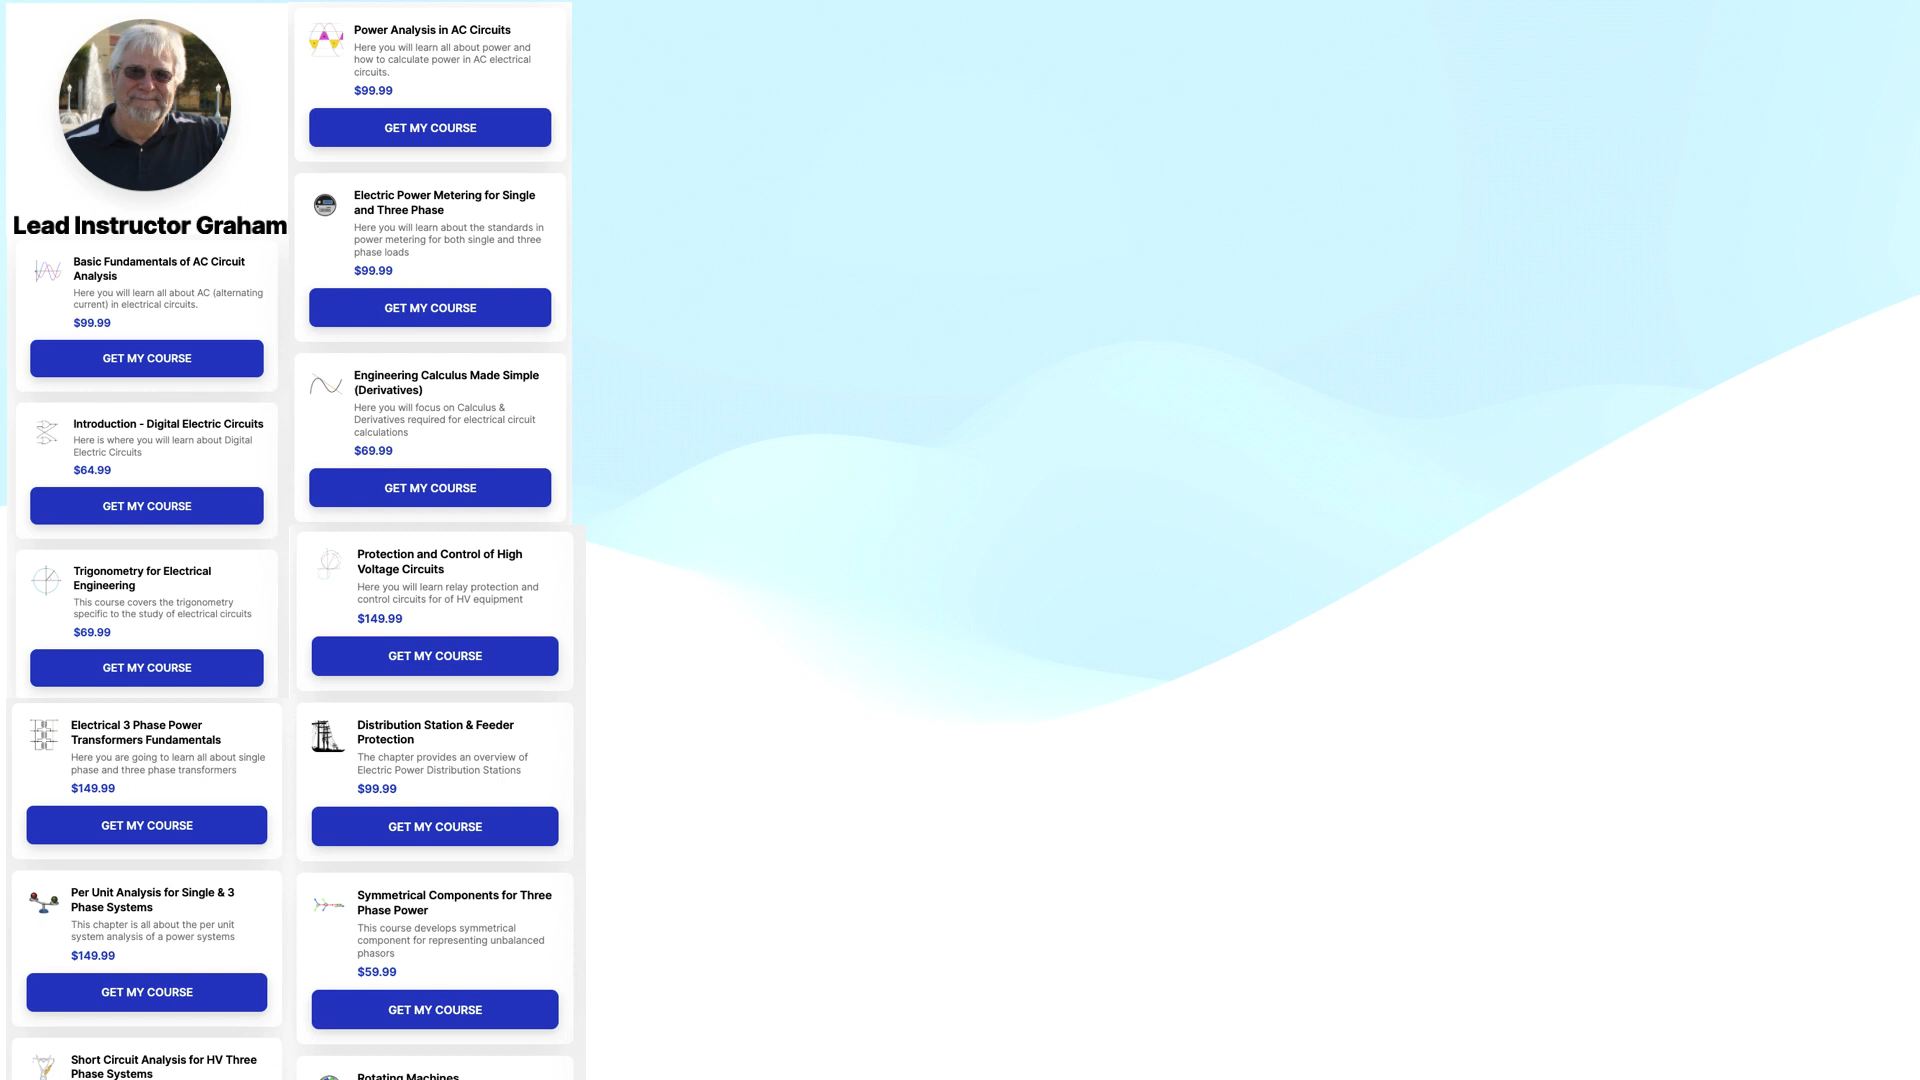 Lead Instructor Graham
Basic Fundamentals of AC Circuit
Analysis
Here you will learn all about AC (alternating
current) in electrical circuits.
$99.99
GET MY COURSE
Introduction - Digital Electric Circuits
Here is where you will learn about Digital
Electric Circuits
$64.99
GET MY COURSE
Trigonometry for Electrical
Engineering
This course covers the trigonometry
specific to the study of electrical circuits
$69.99
GET MY COURSE
Electrical 3 Phase Power
Transformers Fundamentals
Here you are going to learn all about single
phase and three phase transformers
$149.99
GET MY COURSE
Per Unit Analysis for Single & 3
Phase Systems
This chapter is all about the per unit
system analysis of a power systems
$149.99
GET MY COURSE
Short Circuit Analysis for HV Three
Phase Systems
Power Analysis in AC Circuits
Here you will learn all about power and
how to calculate power in AC electrical
circuits.
$99.99
GET MY COURSE
Electric Power Metering for Single
and Three Phase
Here you will learn about the standards in
power metering for both single and three
phase loads
$99.99
GET MY COURSE
Engineering Calculus Made Simple
(Derivatives)
Here you will focus on Calculus &
Derivatives required for electrical circuit
calculations
$69.99
GET MY COURSE
Protection and Control of High
Voltage Circuits
Here you will learn relay protection and
control circuits for of HV equipment
$149.99
GET MY COURSE
Distribution Station & Feeder
Protection
The chapter provides an overview of
Electric Power Distribution Stations
$99.99
GET MY COURSE
Symmetrical Components for Three
Phase Power
This course develops symmetrical
component for representing unbalanced
phasors
$59.99
GET MY COURSE
Rotating Machines